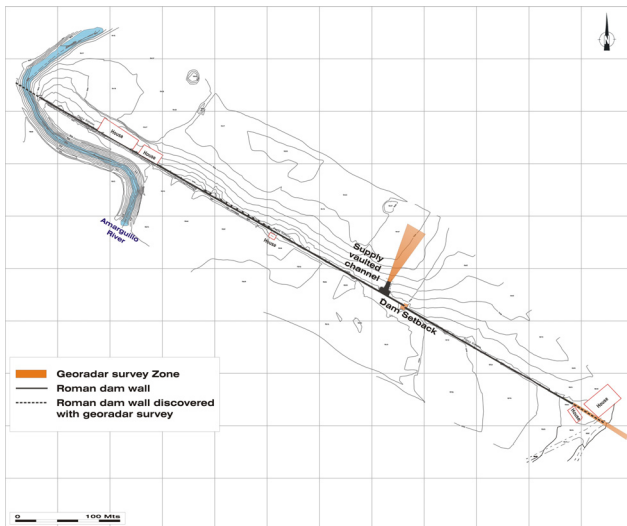 House
House
Amarguillo
River
House
Supply
vaulted
channel
Dam Setback
House
House
Georadar survey Zone
Roman dam wall
Roman dam wall discovered
with georadar survey
0 100 Mts